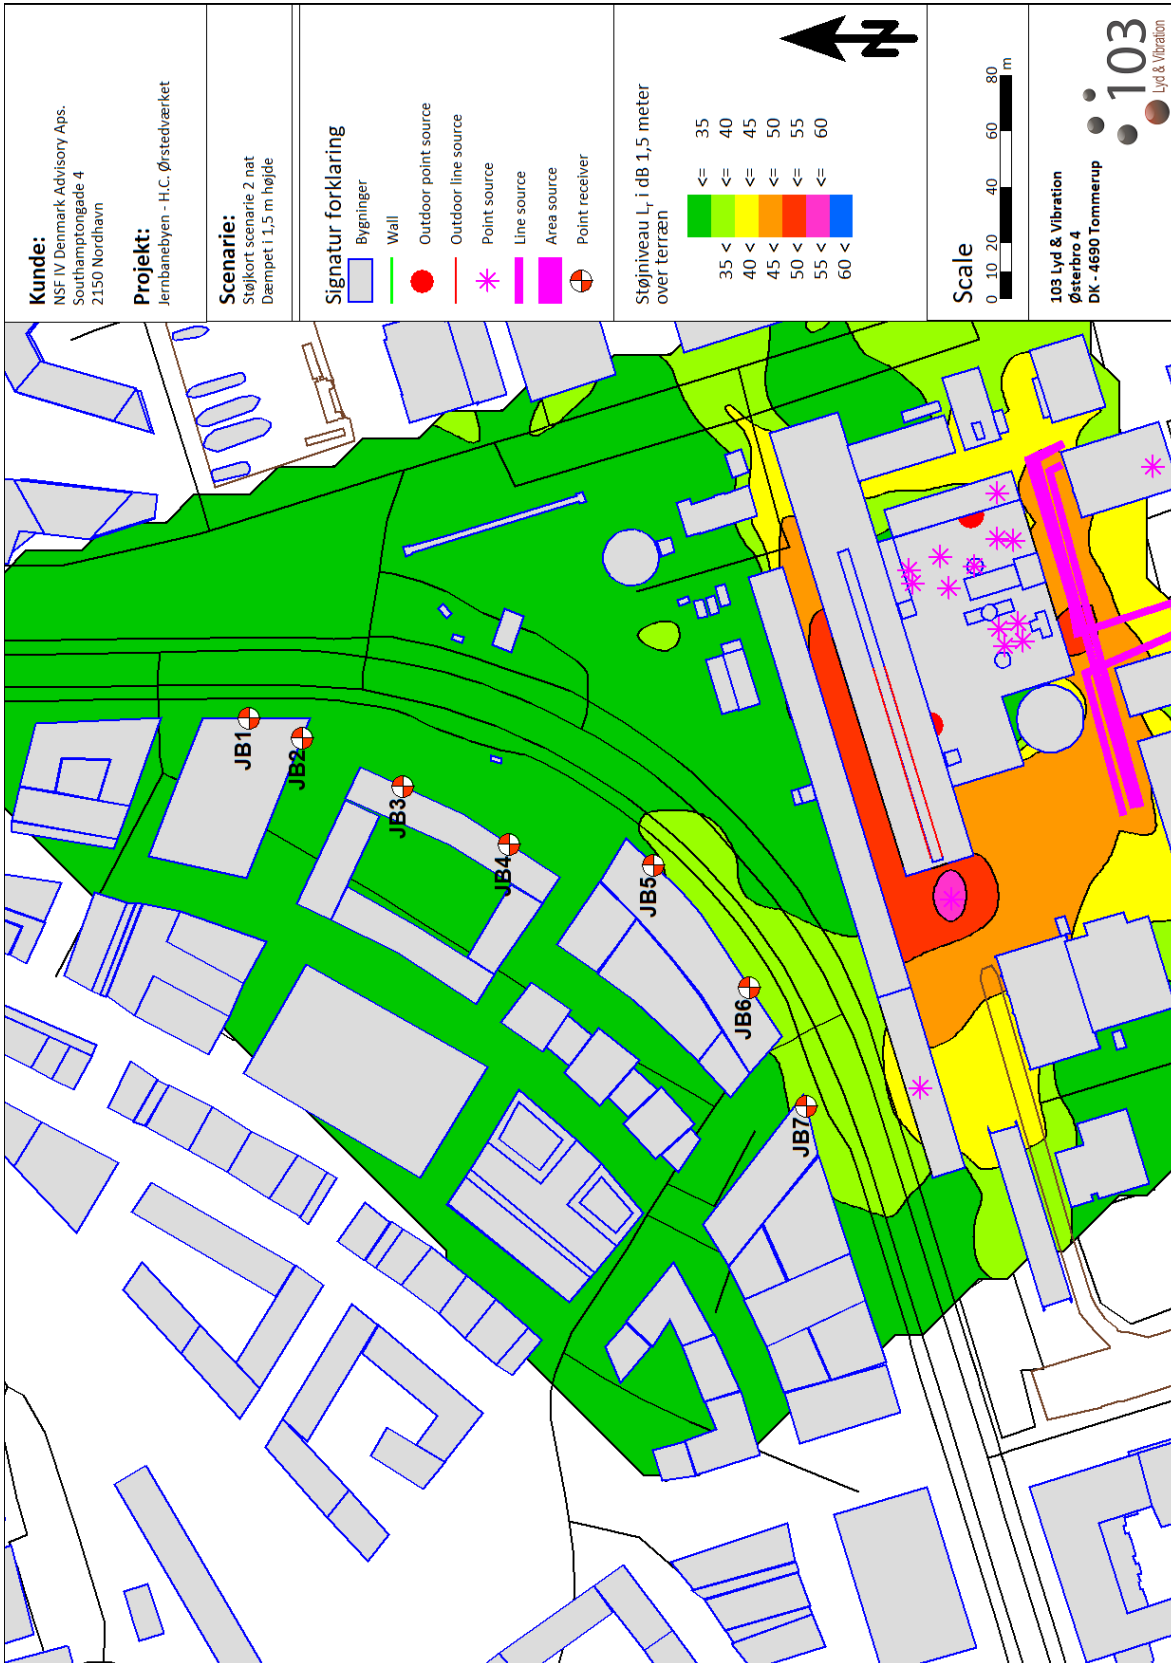 Kunde:
NSF IV Denmark Advisory Aps.
Southamptongade 4
2150 Nordhavn
Projekt:
Jernbanebyen - H.C. Ørstedværket
Scenarie:
Støjkort scenarie 2 nat
Dæmpet i 1,5 m højde
Signatur forklaring
Bygninger
Wall
Outdoor point source
Outdoor line source
Point source
Line source
Area source
Point receiver
Støjniveau Lr i dB 1,5 meter
over terræn
<= 35
35 < <= 40
40 < <= 45
45 < <= 50
50 < <= 55
55 < <= 60
60 <
N
Scale
0 10 20 40 60 80
m
103 Lyd & Vibration
Østerbro 4
DK - 4690 Tommerup
103
Lyd & Vibration
JB1
JB2
JB3
JB4
JB5
JB6
JB7